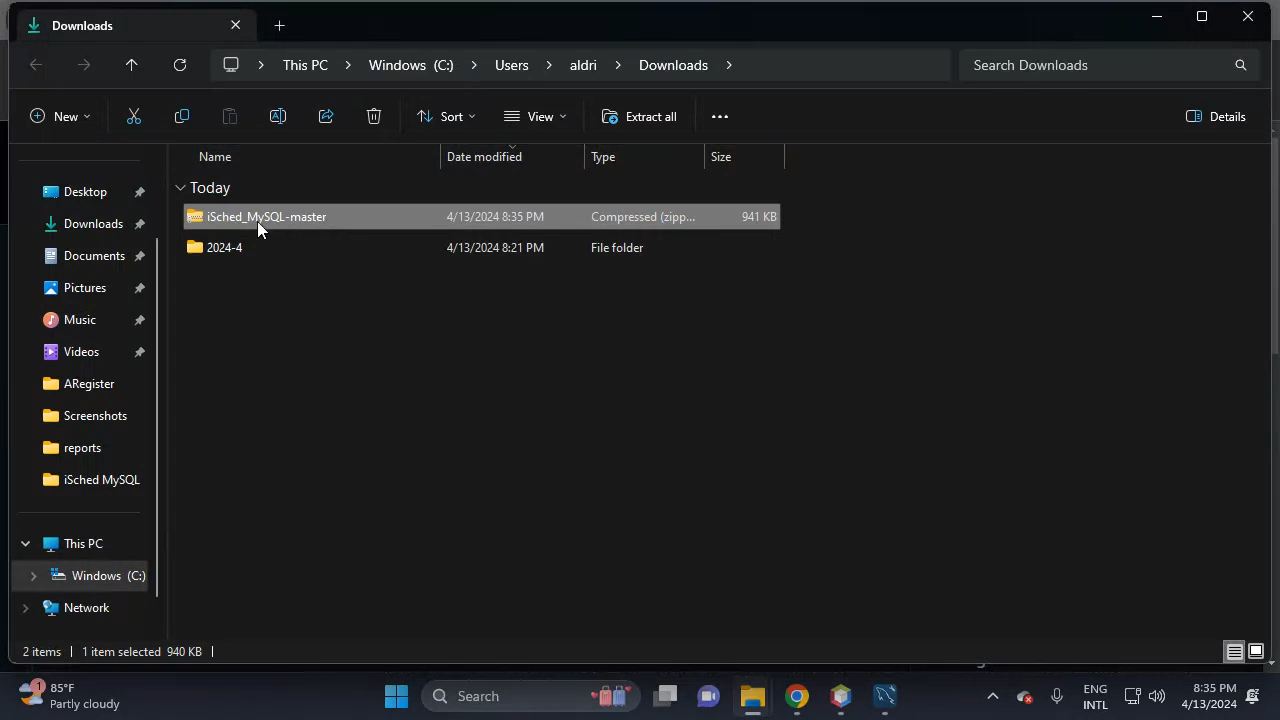 Downloads
This PC
Windows (C:)
Users
aldri
Downloads
Search Downloads
New
Sort
View
Extract all
Details
Name
Date modified
Type
Size
Today
iSched_MySQL-master
4/13/2024 8:35 PM
Compressed (zipp...
941 KB
2024-4
4/13/2024 8:21 PM
File folder
Desktop
Downloads
Documents
Pictures
Music
Videos
ARegister
Screenshots
reports
iSched MySQL
This PC
Windows (C:)
Network
2 items
1 item selected 940 KB
1
85°F
Partly cloudy
Search
ENG
INTL
8:35 PM
4/13/2024